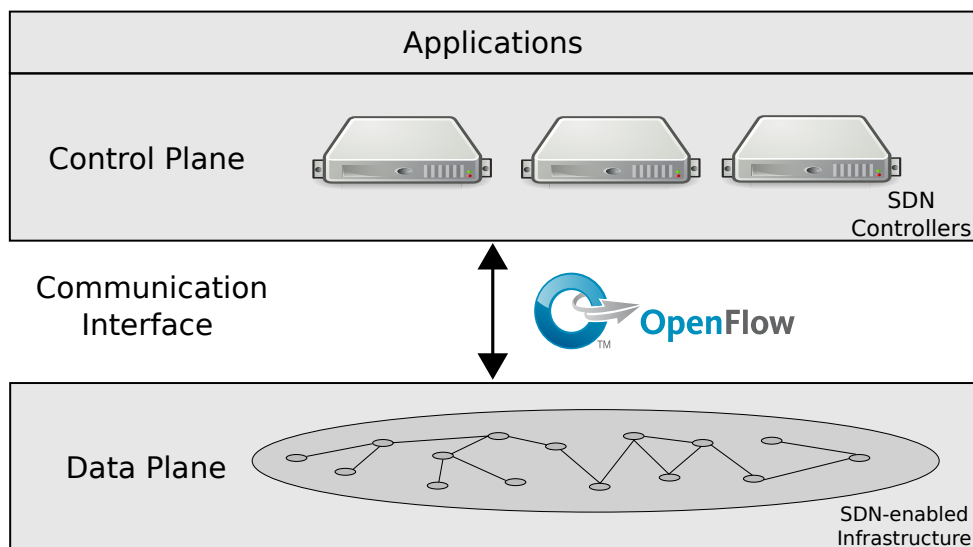 Applications
Control Plane
SDN
Controllers
Communication
Interface
OpenFlow
TM
Data Plane
SDN-enabled
Infrastructure